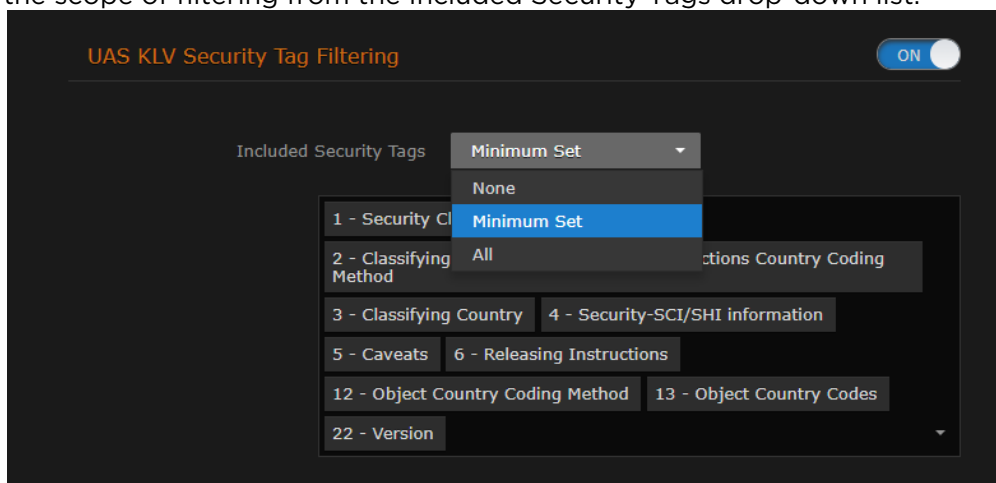 the scope of filtering from the Included Security Tags drop-down list.
UAS KLV Security Tag Filtering ON
Included Security Tags Minimum Set
None
1 - Security Minimum Set
2 - Classifying All Country Coding
Method
3 - Classifying Country 4 - Security-SCI/SHI information
5 - Caveats 6 - Releasing Instructions
12 - Object Country Coding Method 13 - Object Country Codes
22 - Version